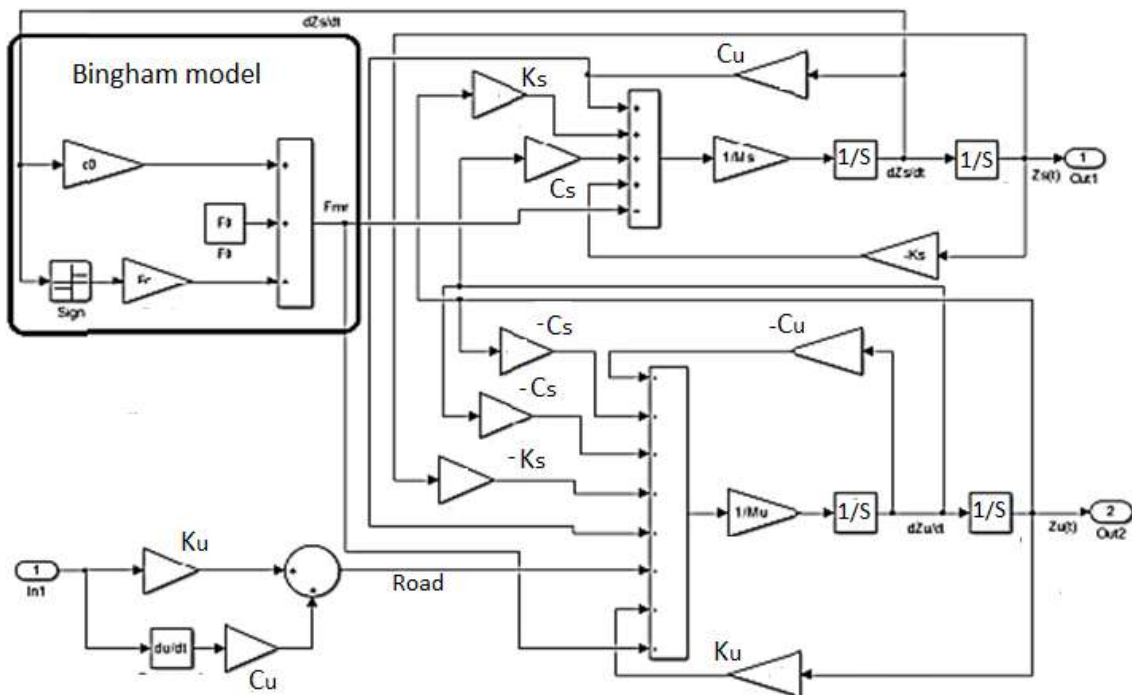 dZs/dt
Bingham model
Cu
Ks
c0
1/Ms
1/S
1/S
1
dZs/dt
Zs(t)
Out1
Cs
Fmr
F0
F0
-Ks
Fc
Sign
-Cs
-Cu
-Cs
-Ks
1/Mu
1/S
1/S
2
dZu/dt
Zu(t)
Out2
Ku
1
In1
Road
du/dt
Cu
Ku